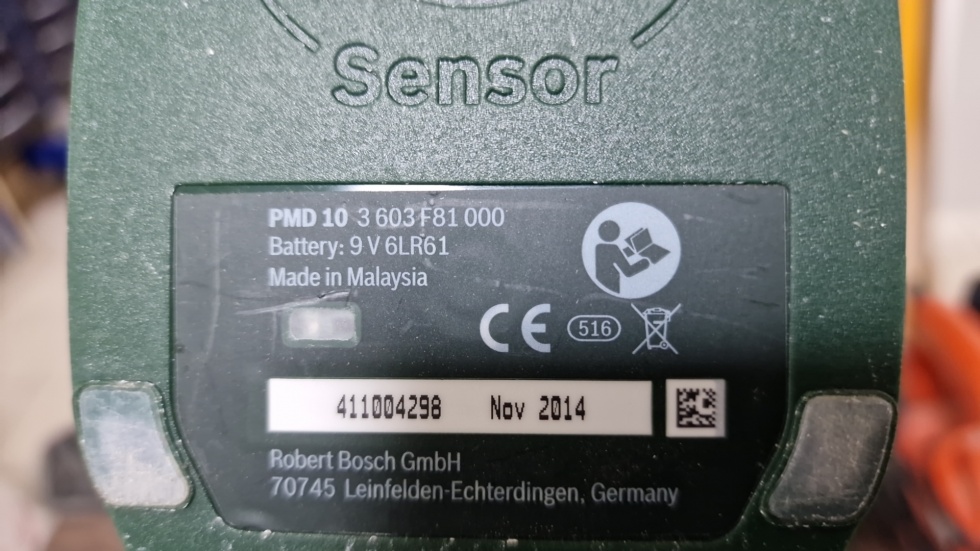 Sensor
PMD 10 3 603 F81 000
Battery: 9 V 6LR61
Made in Malaysia
CE 516
411004298 Nov 2014
Robert Bosch GmbH
70745 Leinfelden-Echterdingen, Germany